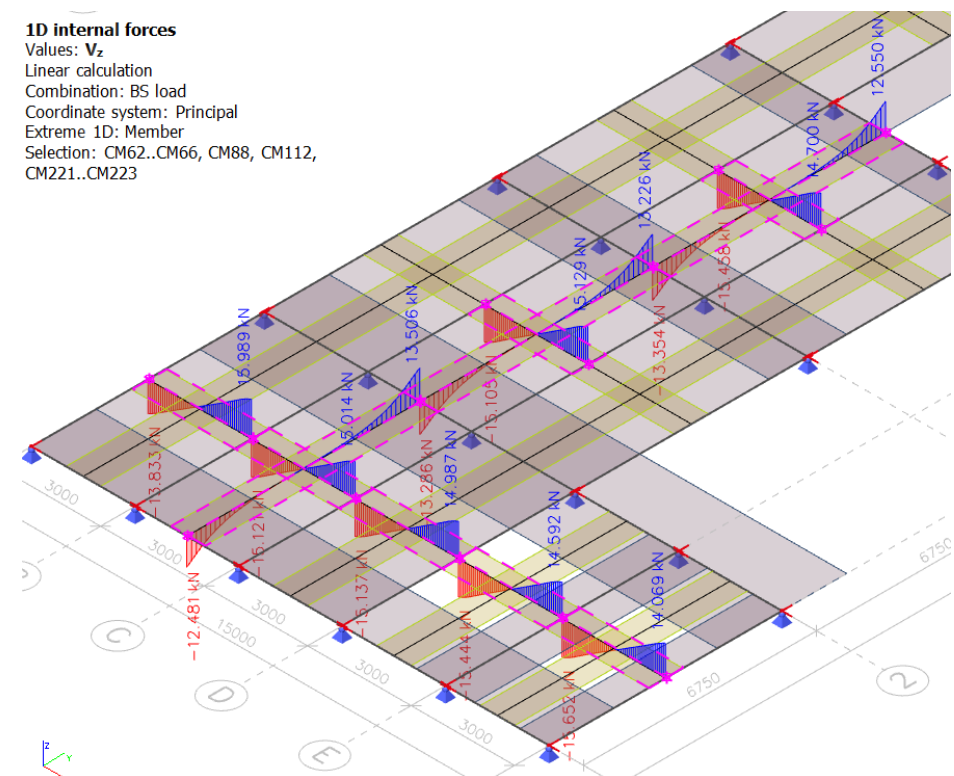 1D internal forces
Values: Vz
Linear calculation
Combination: BS load
Coordinate system: Principal
Extreme 1D: Member
Selection: CM62..CM66, CM88, CM112,
CM221..CM223
12.550 kN
14.700 kN
13.226 kN
−15.458 kN
15.129 kN
−13.354 kN
13.506 kN
15.989 kN
−15.105 kN
15.014 kN
−13.286 kN
14.987 kN
−13.833 kN
−15.121 kN
14.592 kN
−15.137 kN
14.069 kN
−12.481 kN
−15.444 kN
−15.652 kN
3000
3000
3000
15000
3000
3000
6750
6750
C
D
E
2
z
Y